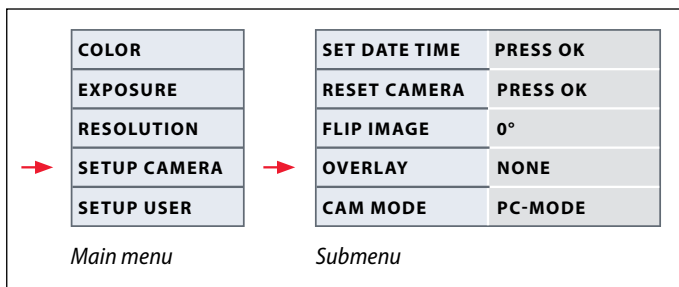 COLOR
EXPOSURE
RESOLUTION
SETUP CAMERA
SETUP USER
Main menu
SET DATE TIME PRESS OK
RESET CAMERA PRESS OK
FLIP IMAGE 0°
OVERLAY NONE
CAM MODE PC-MODE
Submenu